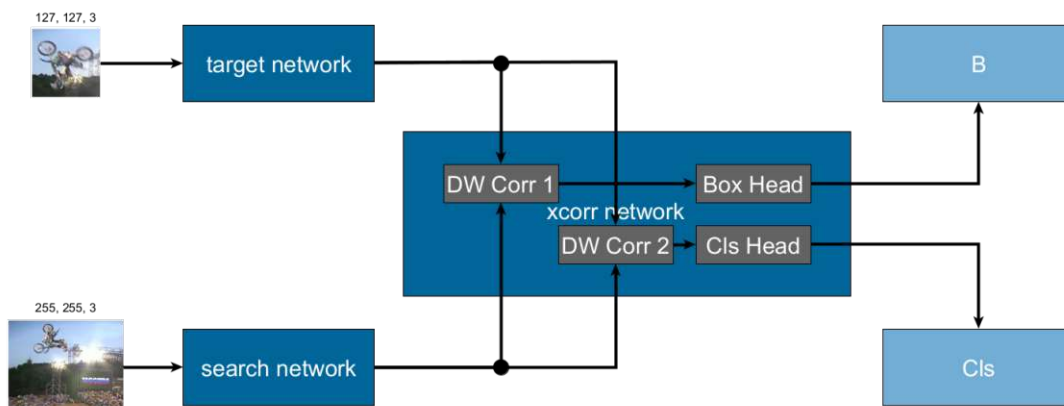 127, 127, 3
target network
B
DW Corr 1
Box Head
xcorr network
DW Corr 2
Cls Head
255, 255, 3
search network
Cls